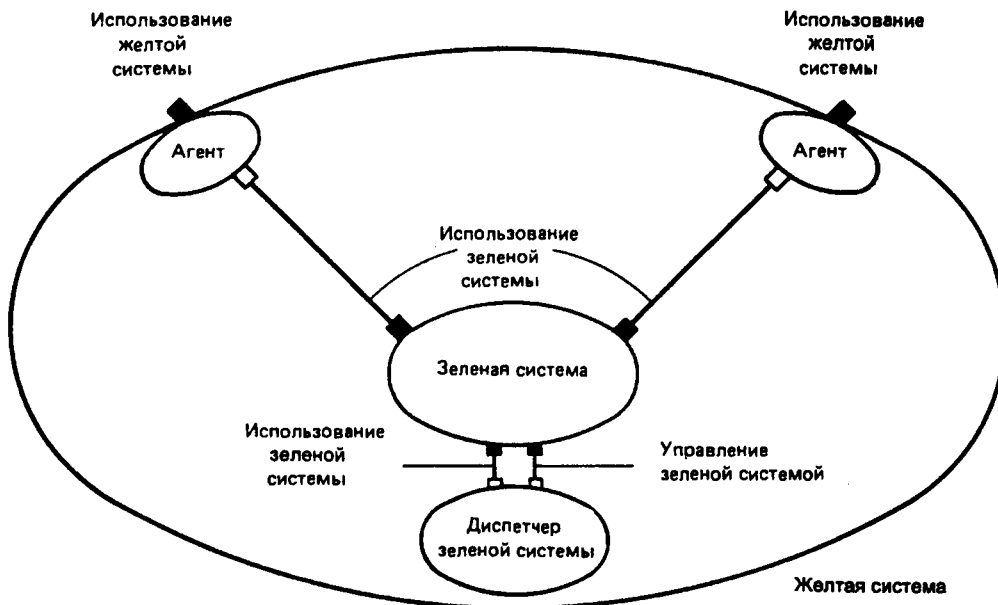 Использование
желтой
системы
Использование
желтой
системы
Агент
Агент
Использование
зеленой
системы
Зеленая система
Использование
зеленой
системы
Управление
зеленой системой
Диспетчер
зеленой системы
Желтая система